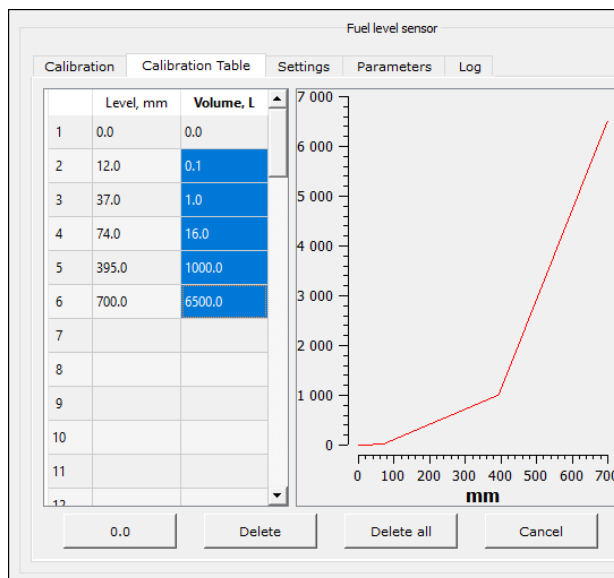 Fuel level sensor
Calibration Calibration Table Settings Parameters Log
Level, mm Volume, L
1 0.0 0.0
2 12.0 0.1
3 37.0 1.0
4 74.0 16.0
5 395.0 1000.0
6 700.0 6500.0
7
8
9
10
11
12
7 000
6 000
5 000
4 000
3 000
2 000
1 000
0
0 100 200 300 400 500 600 700
mm
0.0 Delete Delete all Cancel